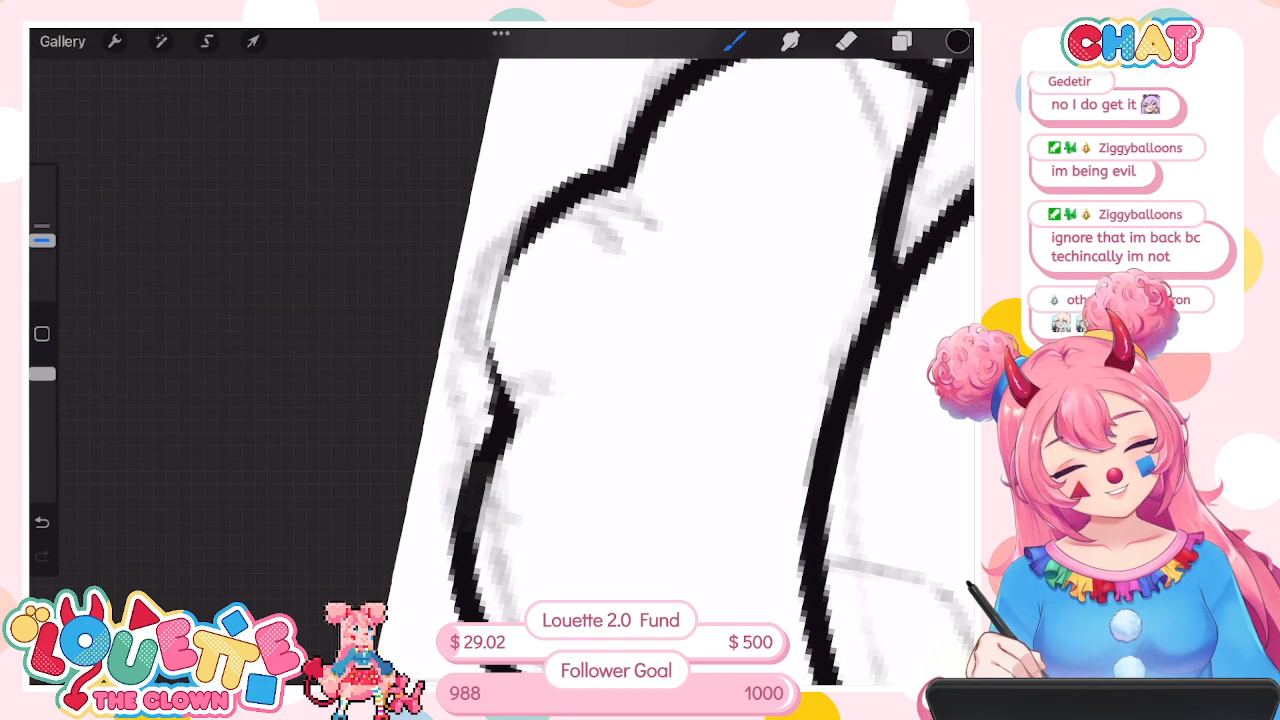 Gallery
CHAT
Gedetir
no I do get it
Ziggyballoons
im being evil
Ziggyballoons
ignore that im back bc
techincally im not
Louette 2.0 Fund
$ 29.02
$ 500
Follower Goal
988
1000
LOUETTE
THE CLOWN